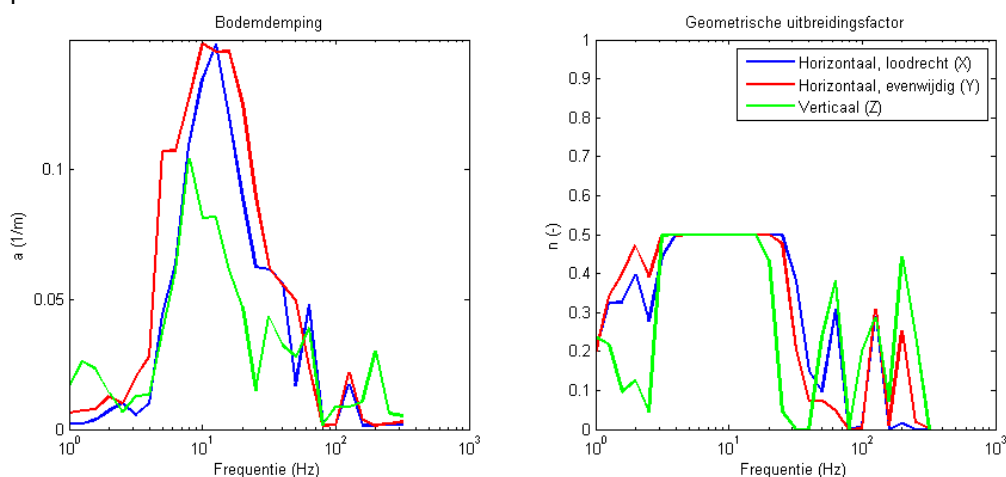 Bodemdemping
a (1/m)
0.1
0.05
0
10^0
10^1
10^2
10^3
Frequentie (Hz)
Geometrische uitbreidingsfactor
Horizontaal, loodrecht (X)
Horizontaal, evenwijdig (Y)
Verticaal (Z)
n (-)
1
0.9
0.8
0.7
0.6
0.5
0.4
0.3
0.2
0.1
0
10^0
10^1
10^2
10^3
Frequentie (Hz)